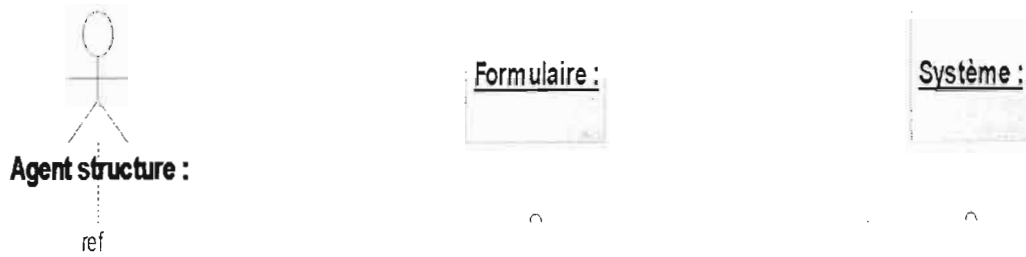 Formulaire :
Système :
Agent structure :
ref